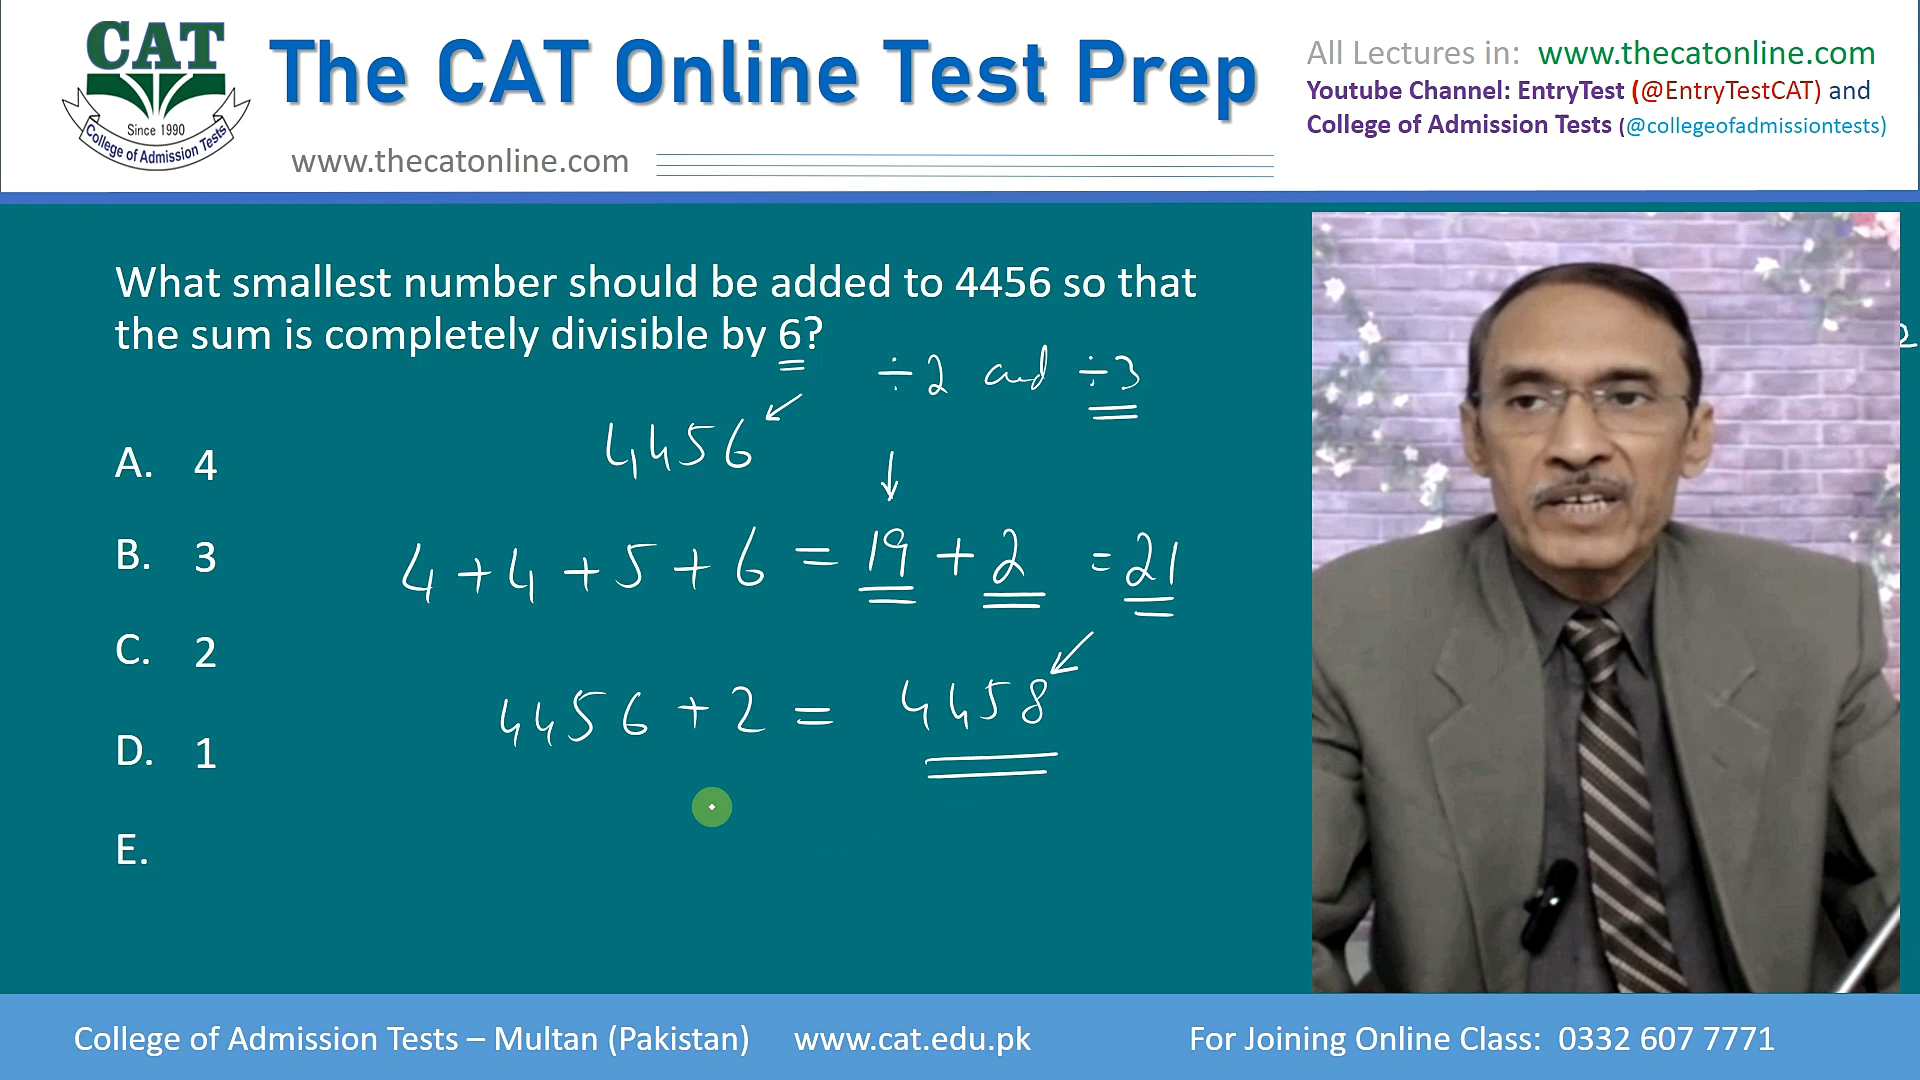 CAT
Since 1990
College of Admission Tests
The CAT Online Test Prep
www.thecatonline.com
All Lectures in: www.thecatonline.com
Youtube Channel: EntryTest (@EntryTestCAT) and
College of Admission Tests (@collegeofadmissiontests)
What smallest number should be added to 4456 so that
the sum is completely divisible by 6?
÷2 and ÷3
4456
A. 4
B. 3
4+4+5+6 = 19 + 2 = 21
C. 2
4456 + 2 = 4458
D. 1
E.
2
College of Admission Tests – Multan (Pakistan) www.cat.edu.pk For Joining Online Class: 0332 607 7771